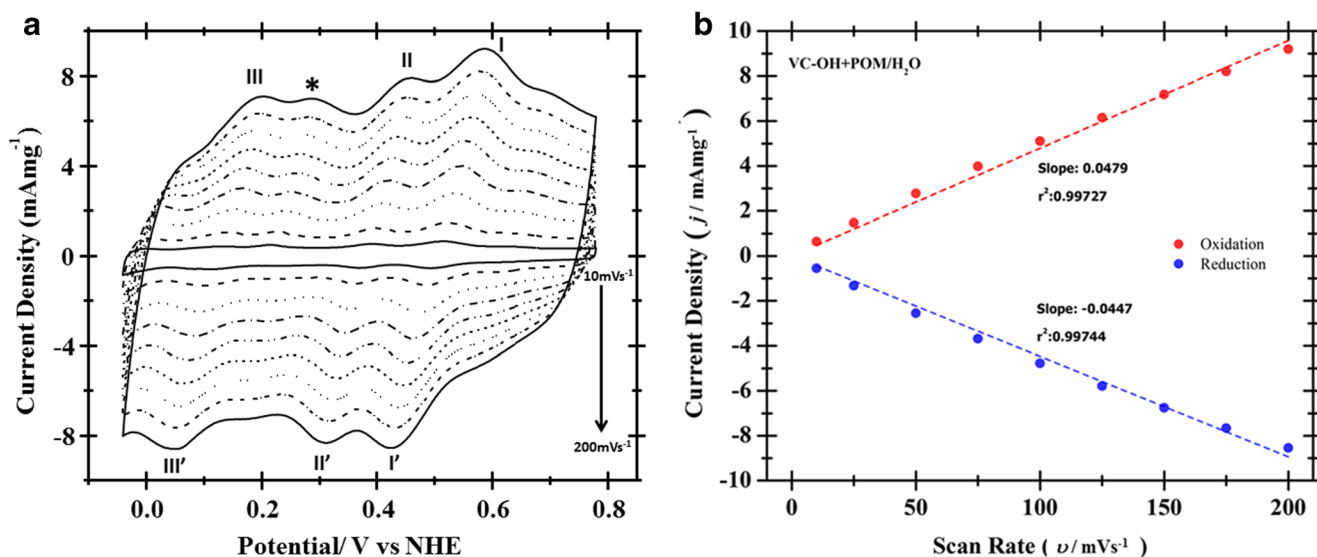 a
Current Density (mAmg⁻¹)
8
4
0
-4
-8
I
II
III
*
10mVs⁻¹
200mVs⁻¹
III’
II’
I’
0.0
0.2
0.4
0.6
0.8
Potential/ V vs NHE
b
Current Density ( j / mAmg⁻¹)
10
8
6
4
2
0
-2
-4
-6
-8
-10
VC-OH+POM/H₂O
Slope: 0.0479
r²:0.99727
Oxidation
Reduction
Slope: -0.0447
r²:0.99744
0
50
100
150
200
Scan Rate ( υ / mVs⁻¹)